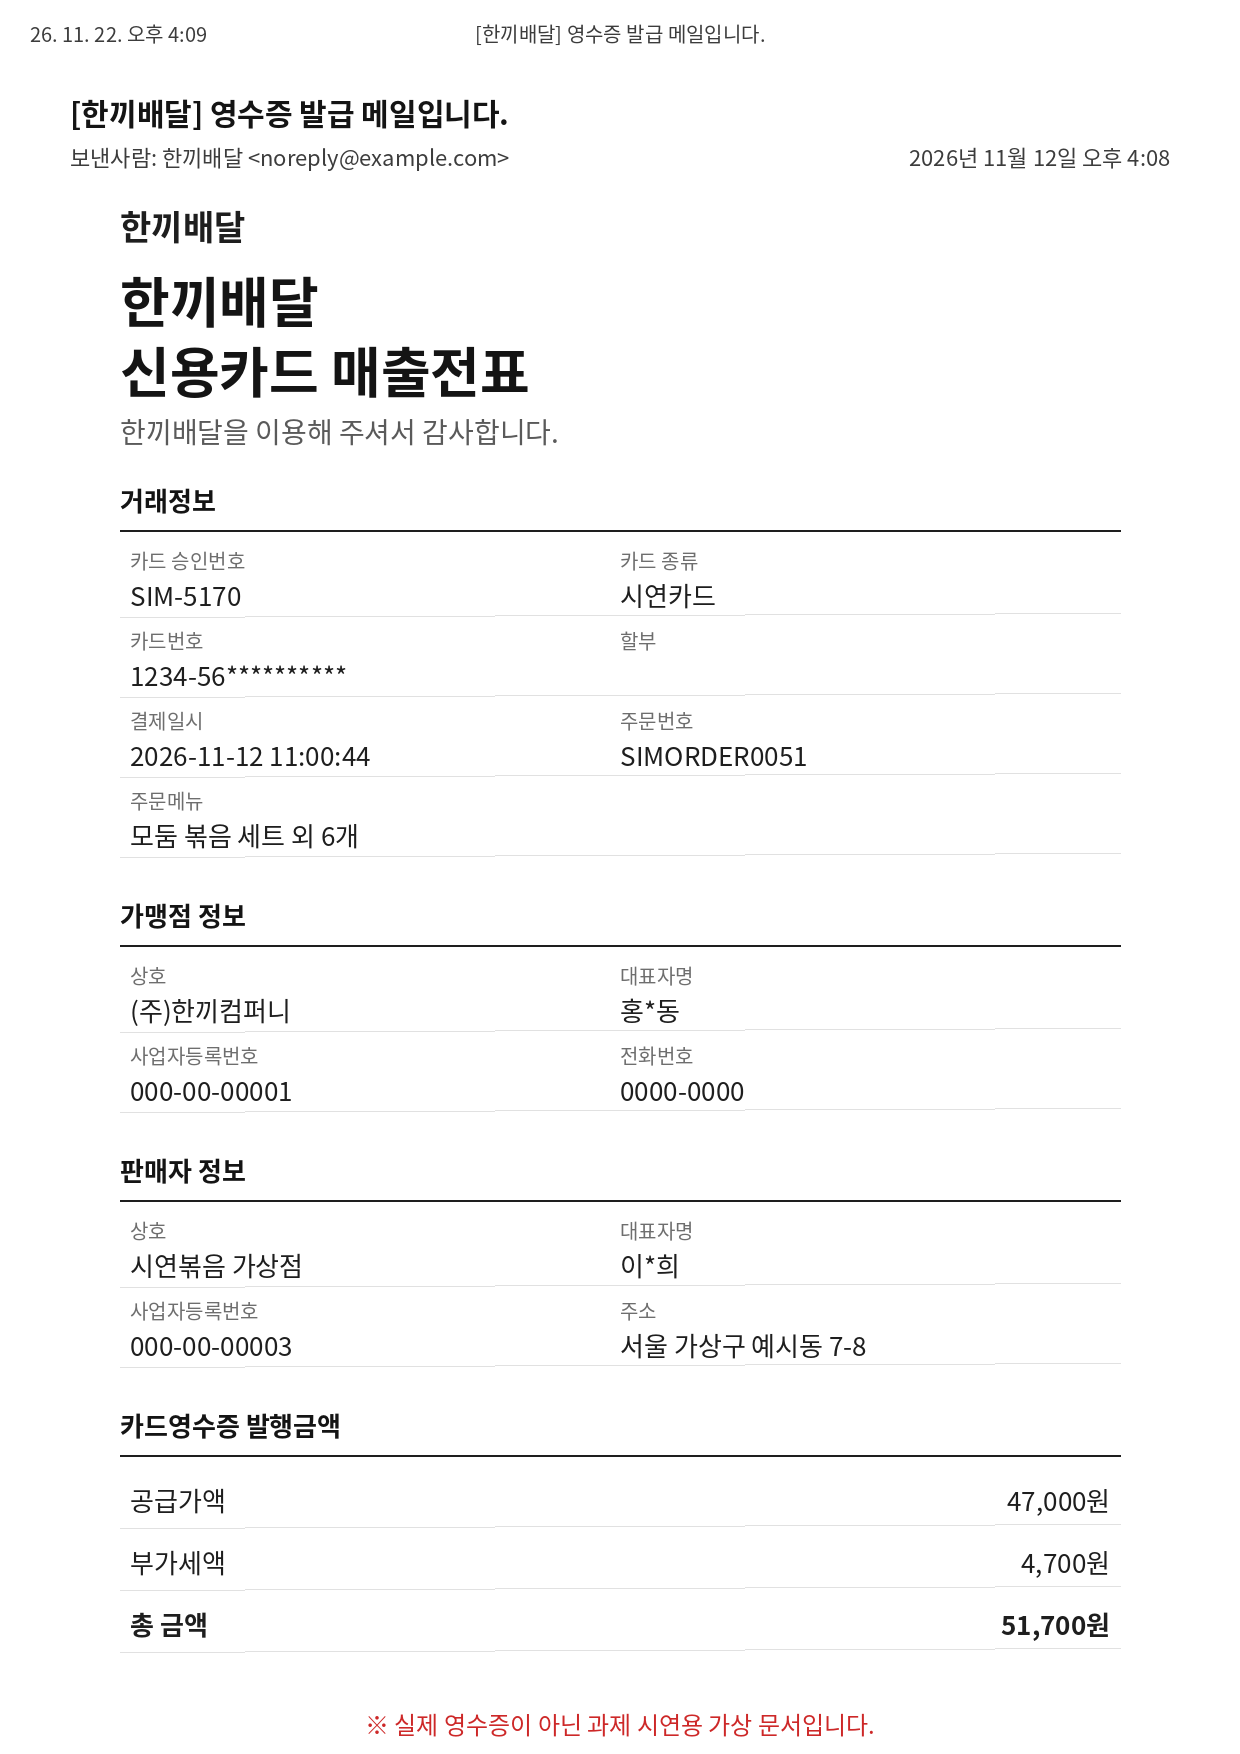 26. 11. 22. 오후 4:09 [한끼배달] 영수증 발급 메일입니다.
[한끼배달] 영수증 발급 메일입니다.
보낸사람: 한끼배달 <noreply@example.com> 2026년 11월 12일 오후 4:08
한끼배달
한끼배달
신용카드 매출전표
한끼배달을 이용해 주셔서 감사합니다.
거래정보
카드 승인번호 카드 종류
SIM-5170 시연카드
카드번호 할부
1234-56**********
결제일시 주문번호
2026-11-12 11:00:44 SIMORDER0051
주문메뉴
모둠 볶음 세트 외 6개
가맹점 정보
상호 대표자명
(주)한끼컴퍼니 홍*동
사업자등록번호 전화번호
000-00-00001 0000-0000
판매자 정보
상호 대표자명
시연볶음 가상점 이*희
사업자등록번호 주소
000-00-00003 서울 가상구 예시동 7-8
카드영수증 발행금액
공급가액 47,000원
부가세액 4,700원
총 금액 51,700원
※ 실제 영수증이 아닌 과제 시연용 가상 문서입니다.